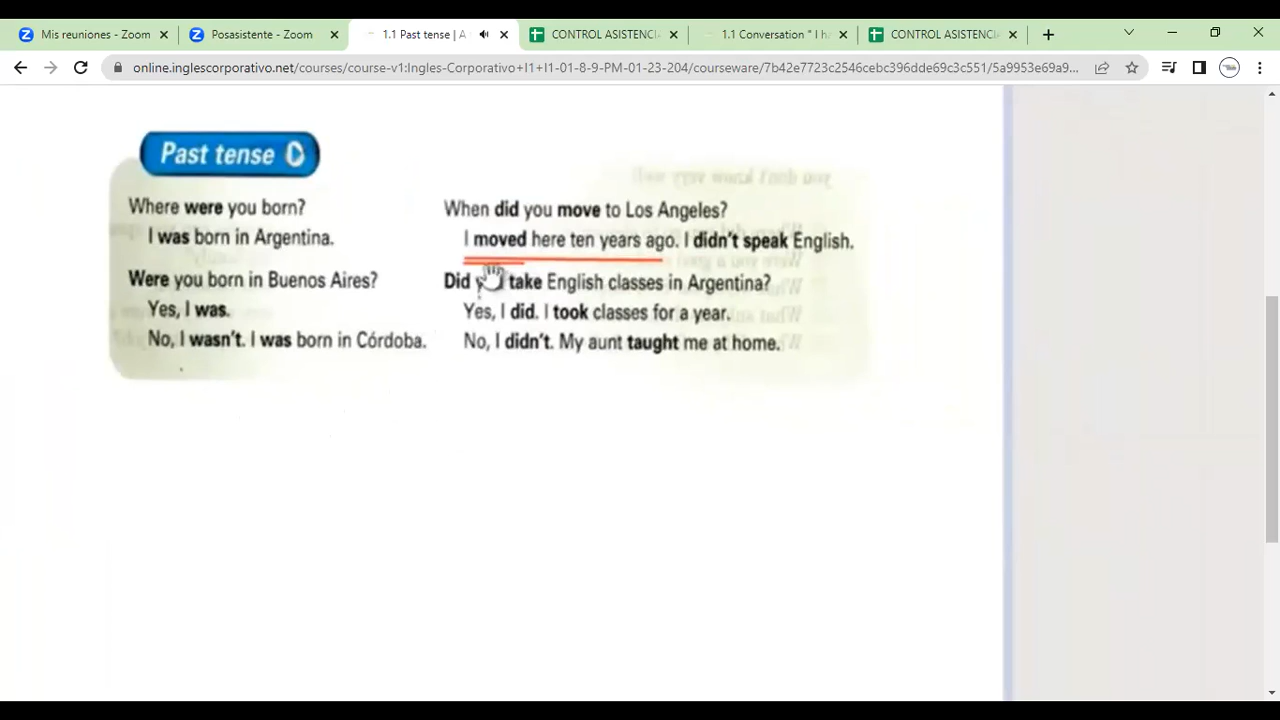 Mis reuniones - Zoom
Posasistente - Zoom
1.1 Past tense | A
CONTROL ASISTENCI
1.1 Conversation " I h
CONTROL ASISTENCI
online.inglescorporativo.net/courses/course-v1:Ingles-Corporativo+I1+I1-01-8-9-PM-01-23-204/courseware/7b42e7723c2546cebc396dde69c3c551/5a9953e69a9...
Past tense
Where were you born?
I was born in Argentina.
Were you born in Buenos Aires?
Yes, I was.
No, I wasn't. I was born in Córdoba.
When did you move to Los Angeles?
I moved here ten years ago. I didn't speak English.
Did y take English classes in Argentina?
Yes, I did. I took classes for a year.
No, I didn't. My aunt taught me at home.
you don't know very well